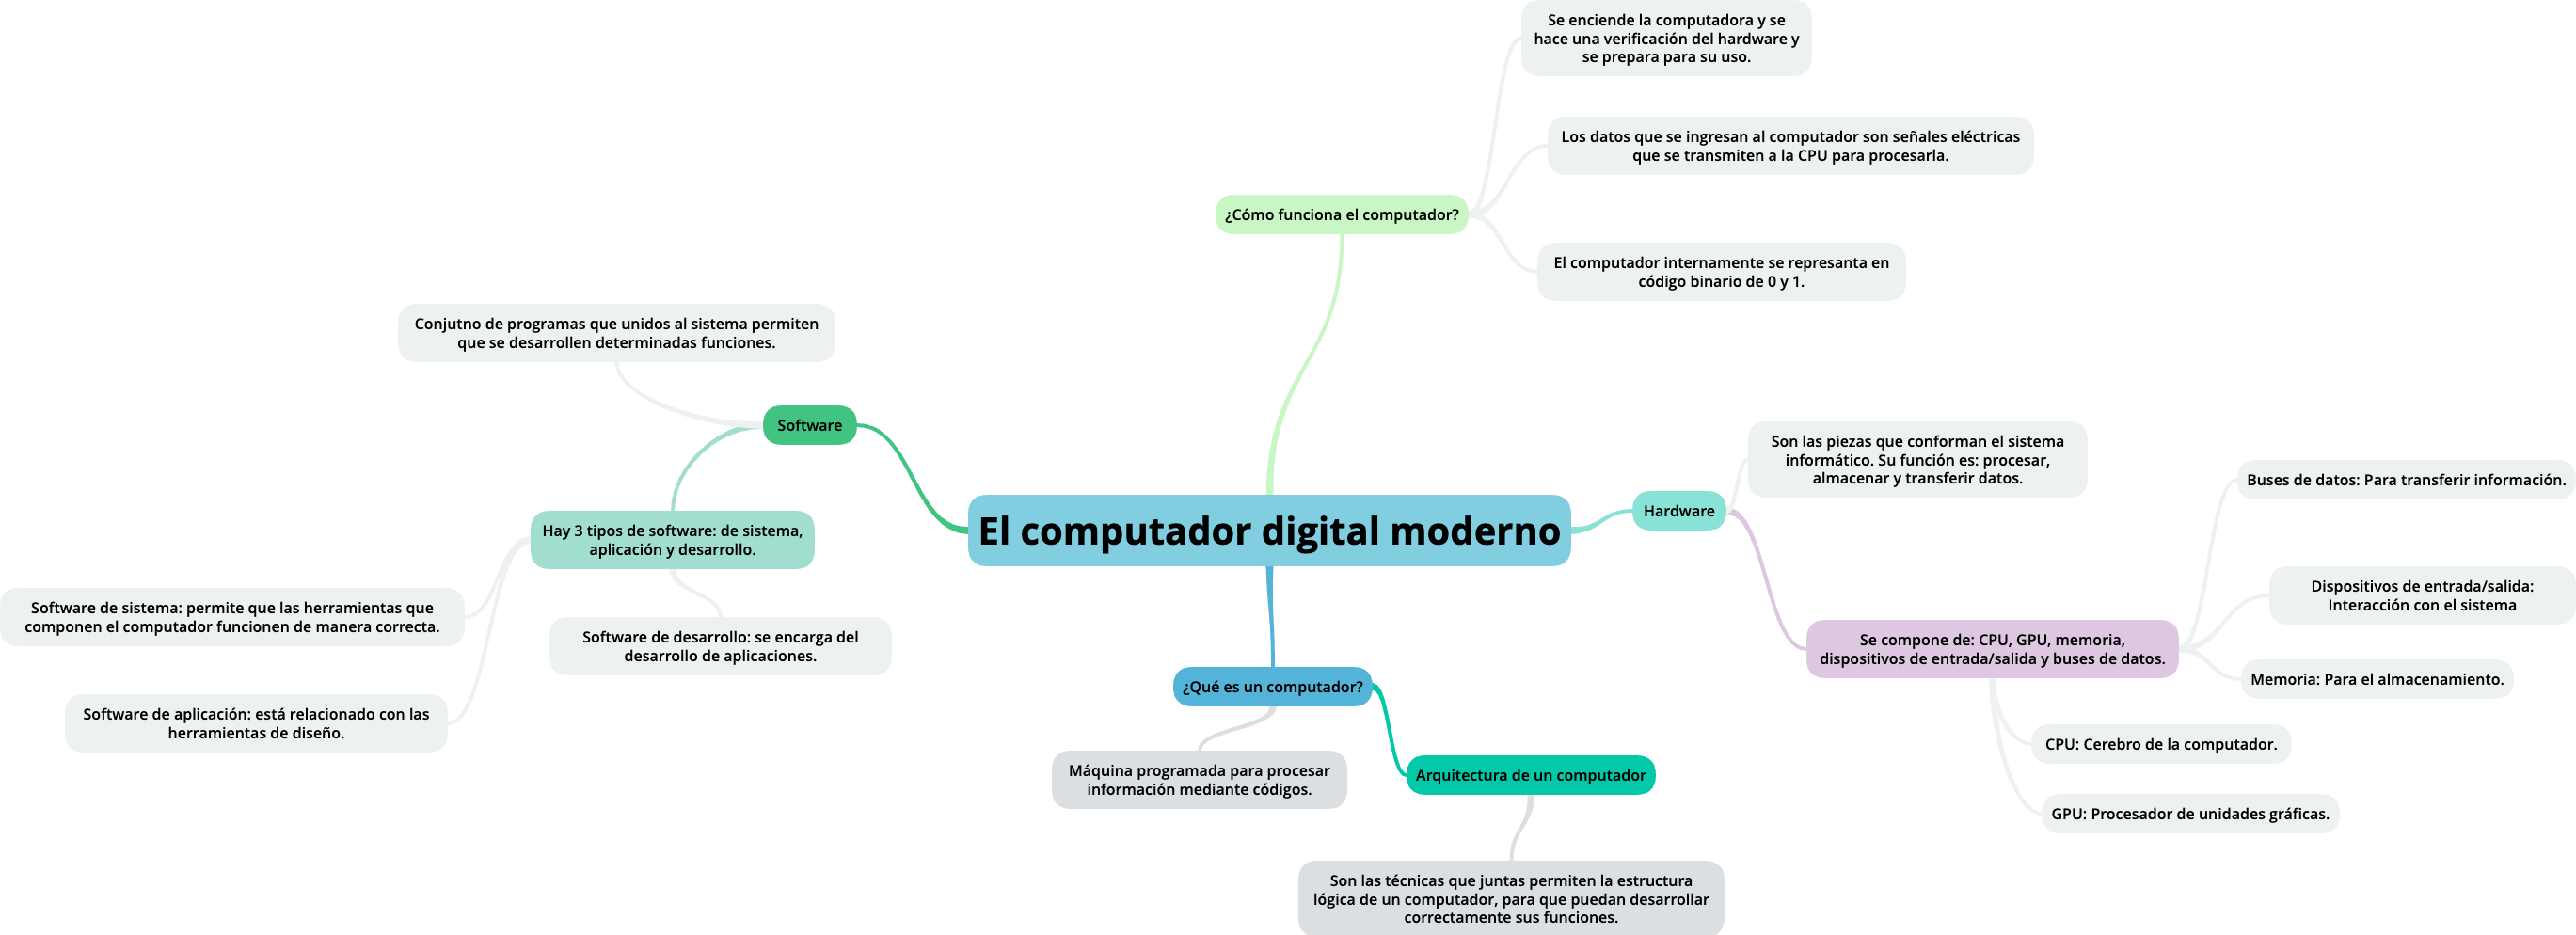 Se enciende la computadora y se
hace una verificación del hardware y
se prepara para su uso.
Los datos que se ingresan al computador son señales eléctricas
que se transmiten a la CPU para procesarla.
¿Cómo funciona el computador?
El computador internamente se represanta en
código binario de 0 y 1.
Conjutno de programas que unidos al sistema permiten
que se desarrollen determinadas funciones.
Software
Hay 3 tipos de software: de sistema,
aplicación y desarrollo.
Software de sistema: permite que las herramientas que
componen el computador funcionen de manera correcta.
Software de desarrollo: se encarga del
desarrollo de aplicaciones.
Software de aplicación: está relacionado con las
herramientas de diseño.
El computador digital moderno
Hardware
Son las piezas que conforman el sistema
informático. Su función es: procesar,
almacenar y transferir datos.
Buses de datos: Para transferir información.
Dispositivos de entrada/salida:
Interacción con el sistema
Se compone de: CPU, GPU, memoria,
dispositivos de entrada/salida y buses de datos.
Memoria: Para el almacenamiento.
CPU: Cerebro de la computador.
GPU: Procesador de unidades gráficas.
¿Qué es un computador?
Máquina programada para procesar
información mediante códigos.
Arquitectura de un computador
Son las técnicas que juntas permiten la estructura
lógica de un computador, para que puedan desarrollar
correctamente sus funciones.